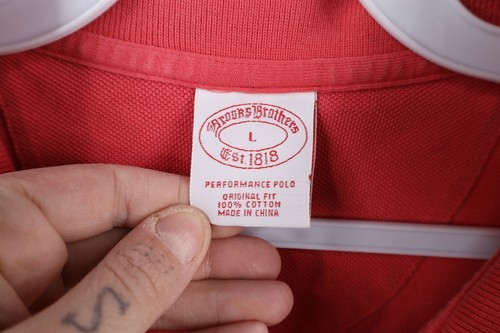 Brooks Brothers
L
Est 1818
PERFORMANCE POLO
ORIGINAL FIT
100% COTTON
MADE IN CHINA
S